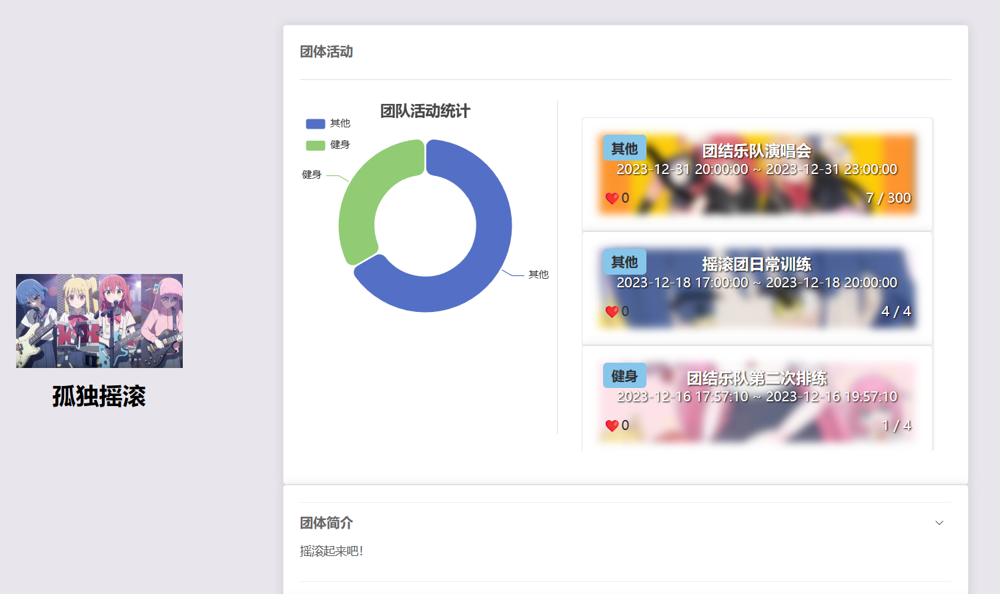 孤独摇滚
团体活动
团队活动统计
其他
健身
健身
其他
其他
团结乐队演唱会
2023-12-31 20:00:00 ~ 2023-12-31 23:00:00
0
7 / 300
其他
摇滚团日常训练
2023-12-18 17:00:00 ~ 2023-12-18 20:00:00
0
4 / 4
健身
团结乐队第二次排练
2023-12-16 17:57:10 ~ 2023-12-16 19:57:10
0
1 / 4
团体简介
摇滚起来吧!